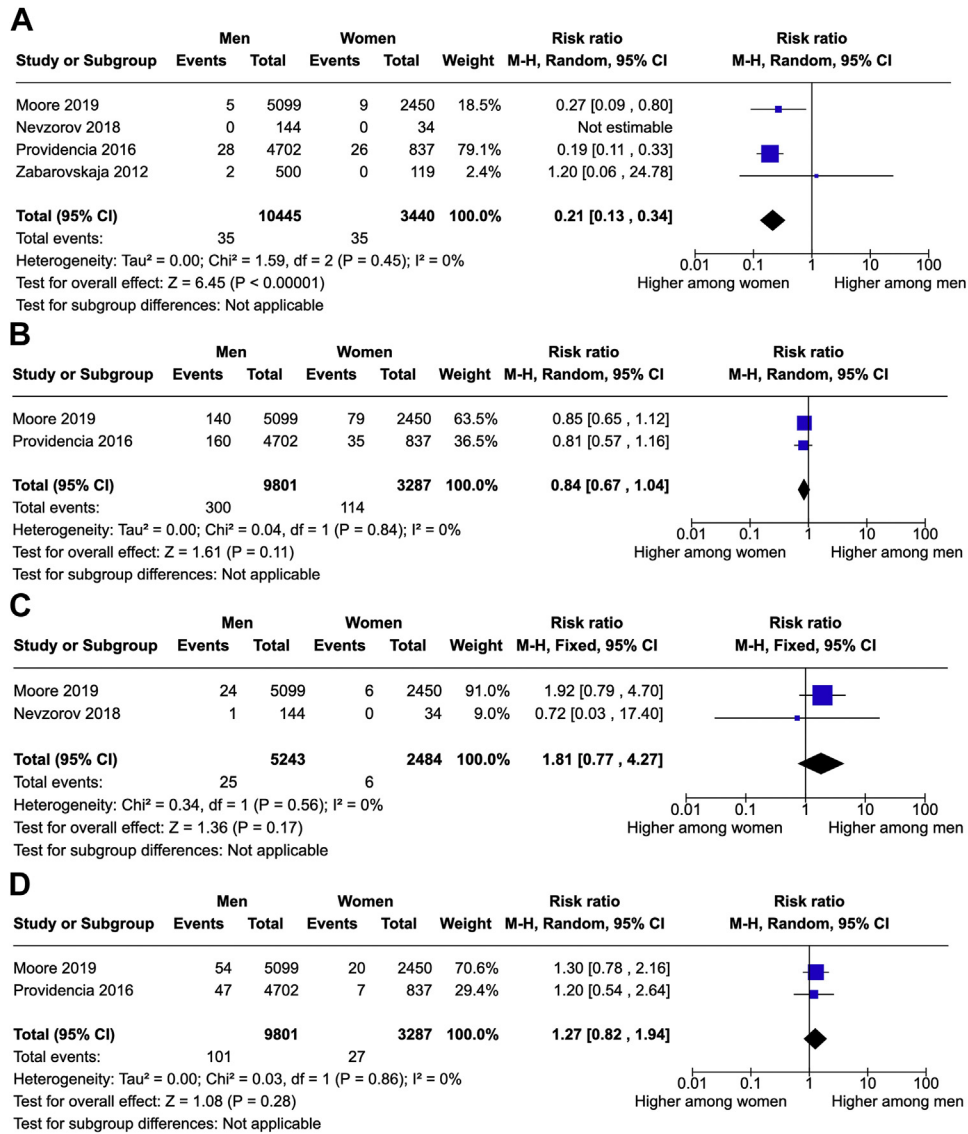 A
Men Women Risk ratio Risk ratio
Study or Subgroup Events Total Events Total Weight M-H, Random, 95% CI M-H, Random, 95% CI
Moore 2019 5 5099 9 2450 18.5% 0.27 [0.09 , 0.80]
Nevzorov 2018 0 144 0 34 Not estimable
Providencia 2016 28 4702 26 837 79.1% 0.19 [0.11 , 0.33]
Zabarovskaja 2012 2 500 0 119 2.4% 1.20 [0.06 , 24.78]
Total (95% CI) 10445 3440 100.0% 0.21 [0.13 , 0.34]
Total events: 35 35
Heterogeneity: Tau² = 0.00; Chi² = 1.59, df = 2 (P = 0.45); I² = 0%
0.01 0.1 1 10 100
Test for overall effect: Z = 6.45 (P < 0.00001)
Higher among women Higher among men
Test for subgroup differences: Not applicable
B
Men Women Risk ratio Risk ratio
Study or Subgroup Events Total Events Total Weight M-H, Random, 95% CI M-H, Random, 95% CI
Moore 2019 140 5099 79 2450 63.5% 0.85 [0.65 , 1.12]
Providencia 2016 160 4702 35 837 36.5% 0.81 [0.57 , 1.16]
Total (95% CI) 9801 3287 100.0% 0.84 [0.67 , 1.04]
Total events: 300 114
Heterogeneity: Tau² = 0.00; Chi² = 0.04, df = 1 (P = 0.84); I² = 0%
0.01 0.1 1 10 100
Test for overall effect: Z = 1.61 (P = 0.11)
Higher among women Higher among men
Test for subgroup differences: Not applicable
C
Men Women Risk ratio Risk ratio
Study or Subgroup Events Total Events Total Weight M-H, Fixed, 95% CI M-H, Fixed, 95% CI
Moore 2019 24 5099 6 2450 91.0% 1.92 [0.79 , 4.70]
Nevzorov 2018 1 144 0 34 9.0% 0.72 [0.03 , 17.40]
Total (95% CI) 5243 2484 100.0% 1.81 [0.77 , 4.27]
Total events: 25 6
Heterogeneity: Chi² = 0.34, df = 1 (P = 0.56); I² = 0%
0.01 0.1 1 10 100
Test for overall effect: Z = 1.36 (P = 0.17)
Higher among women Higher among men
Test for subgroup differences: Not applicable
D
Men Women Risk ratio Risk ratio
Study or Subgroup Events Total Events Total Weight M-H, Random, 95% CI M-H, Random, 95% CI
Moore 2019 54 5099 20 2450 70.6% 1.30 [0.78 , 2.16]
Providencia 2016 47 4702 7 837 29.4% 1.20 [0.54 , 2.64]
Total (95% CI) 9801 3287 100.0% 1.27 [0.82 , 1.94]
Total events: 101 27
Heterogeneity: Tau² = 0.00; Chi² = 0.03, df = 1 (P = 0.86); I² = 0%
0.01 0.1 1 10 100
Test for overall effect: Z = 1.08 (P = 0.28)
Higher among women Higher among men
Test for subgroup differences: Not applicable